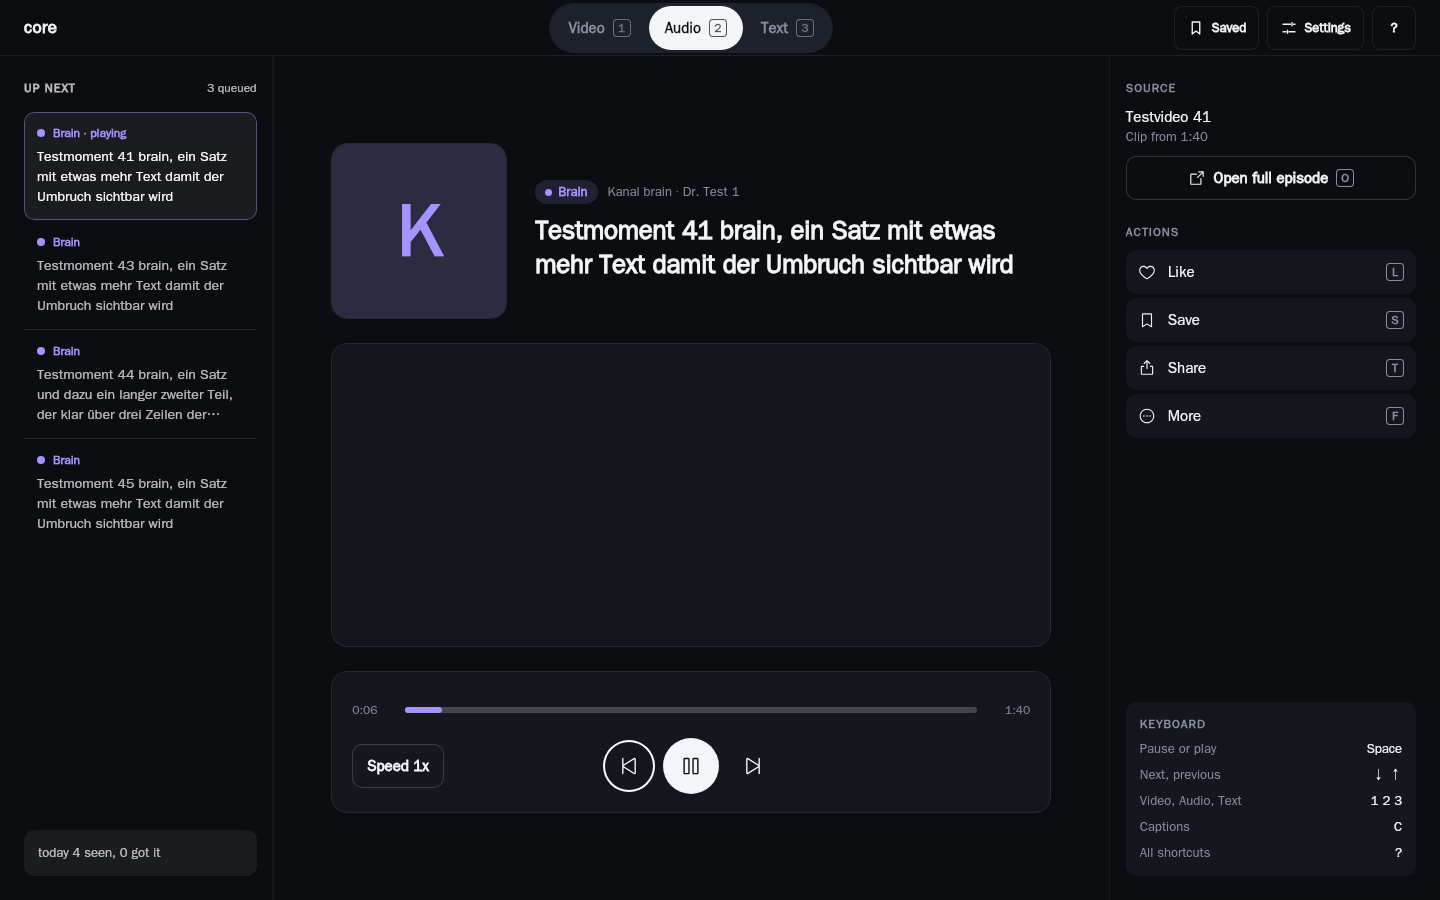 core
Video 1
Audio 2
Text 3
Saved
Settings
?
UP NEXT
3 queued
Brain · playing
Testmoment 41 brain, ein Satz
mit etwas mehr Text damit der
Umbruch sichtbar wird
Brain
Testmoment 43 brain, ein Satz
mit etwas mehr Text damit der
Umbruch sichtbar wird
Brain
Testmoment 44 brain, ein Satz
und dazu ein langer zweiter Teil,
der klar über drei Zeilen der…
Brain
Testmoment 45 brain, ein Satz
mit etwas mehr Text damit der
Umbruch sichtbar wird
today 4 seen, 0 got it
K
Brain
Kanal brain · Dr. Test 1
Testmoment 41 brain, ein Satz mit etwas
mehr Text damit der Umbruch sichtbar wird
0:06
1:40
Speed 1x
SOURCE
Testvideo 41
Clip from 1:40
Open full episode O
ACTIONS
Like L
Save S
Share T
More F
KEYBOARD
Pause or play Space
Next, previous ↓ ↑
Video, Audio, Text 1 2 3
Captions C
All shortcuts ?